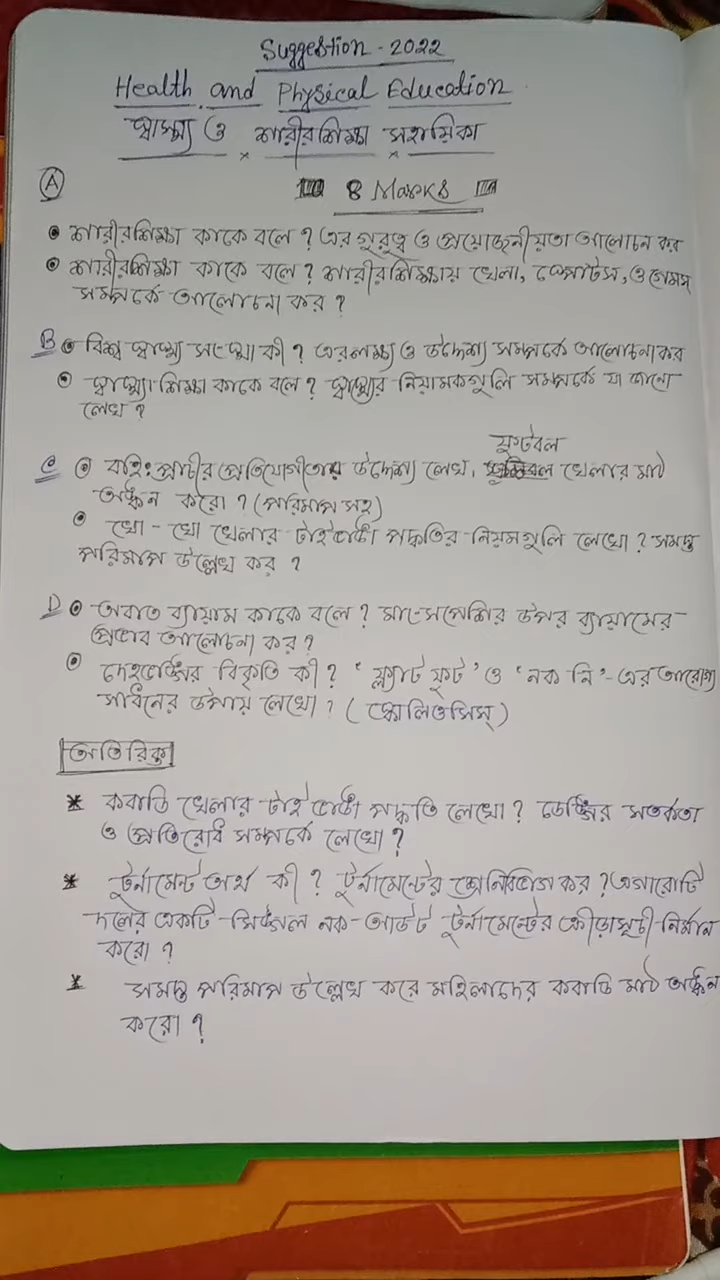 Suggestion - 2022
Health and Physical Education
স্বাস্থ্য ও শারীরশিক্ষা সহায়িকা
A
8 Marks
• শারীরশিক্ষা কাকে বলে ? এর গুরুত্ব ও প্রয়োজনীয়তা আলোচনা কর
• শারীরশিক্ষা কাকে বলে ? শারীরশিক্ষায় খেলা, স্পোর্টস, ও গেমস্
সম্পর্কে আলোচনা কর ?
B • বিশ্ব স্বাস্থ্য সংস্থা কী ? এর লক্ষ্য ও উদ্দেশ্য সম্পর্কে আলোচনা কর
• স্বাস্থ্যশিক্ষা কাকে বলে ? স্বাস্থ্যের নিয়ামকগুলি সম্পর্কে যা জানো
লেখ ?
ফুটবল
C • বহিঃপ্রাচীর প্রতিযোগীতার উদ্দেশ্য লেখ, খেলার মাঠ
অঙ্কন করো ? (পরিমাপ সহ)
• খো - খো খেলার টাইব্রেকিং পদ্ধতির নিয়মগুলি লেখো ? সমস্ত
পরিমাপ উল্লেখ কর ?
D • অবাত ব্যায়াম কাকে বলে ? মাংসপেশির উপর ব্যায়ামের
প্রভাব আলোচনা কর ?
• দেহভঙ্গির বিকৃতি কী ? 'ফ্ল্যাট ফুট' ও 'নক নি'-এর আরোগ্য
সাধনের উপায় লেখো ? (স্কোলিওসিস্)
অতিরিক্ত
* কবাডি খেলার টাই পদ্ধতি লেখো ? ডেঙ্গির সতর্কতা
ও প্রতিরোধ সম্পর্কে লেখো ?
* টুর্নামেন্ট অর্থ কী ? টুর্নামেন্টের শ্রেনিবিভাগ কর ? এগারোটি
দলের একটি সিঙ্গল নক-আউট টুর্নামেন্টের ক্রীড়াসূচী নির্মান
করো ?
* সমস্ত পরিমাপ উল্লেখ করে মহিলাদের কবাডি মাঠ অঙ্কন
করো ?